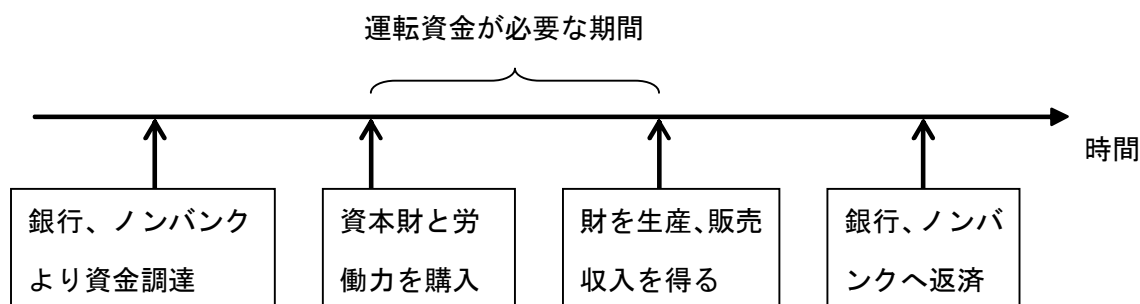 運転資金が必要な期間
時間
銀行、ノンバンク
より資金調達
資本財と労
働力を購入
財を生産、販売
収入を得る
銀行、ノンバ
ンクへ返済